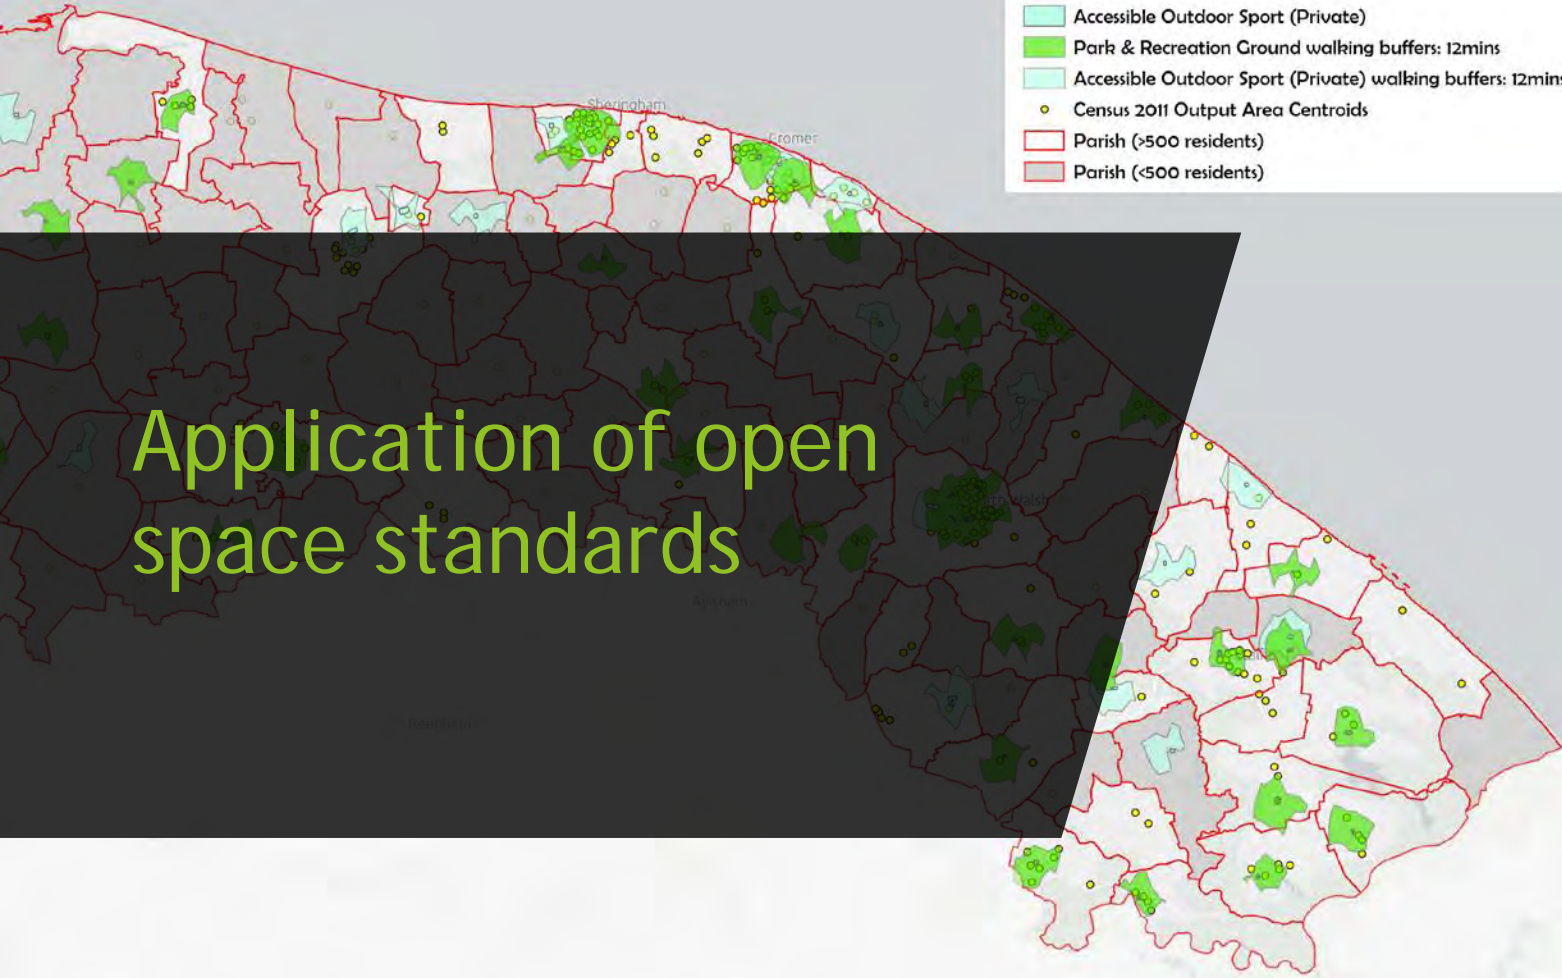 Accessible Outdoor Sport (Private)
Park & Recreation Ground walking buffers: 12mins
Accessible Outdoor Sport (Private) walking buffers: 12mins
Census 2011 Output Area Centroids
Parish (>500 residents)
Parish (<500 residents)
Sheringham
Cromer
Application of open
space standards
Aylsham